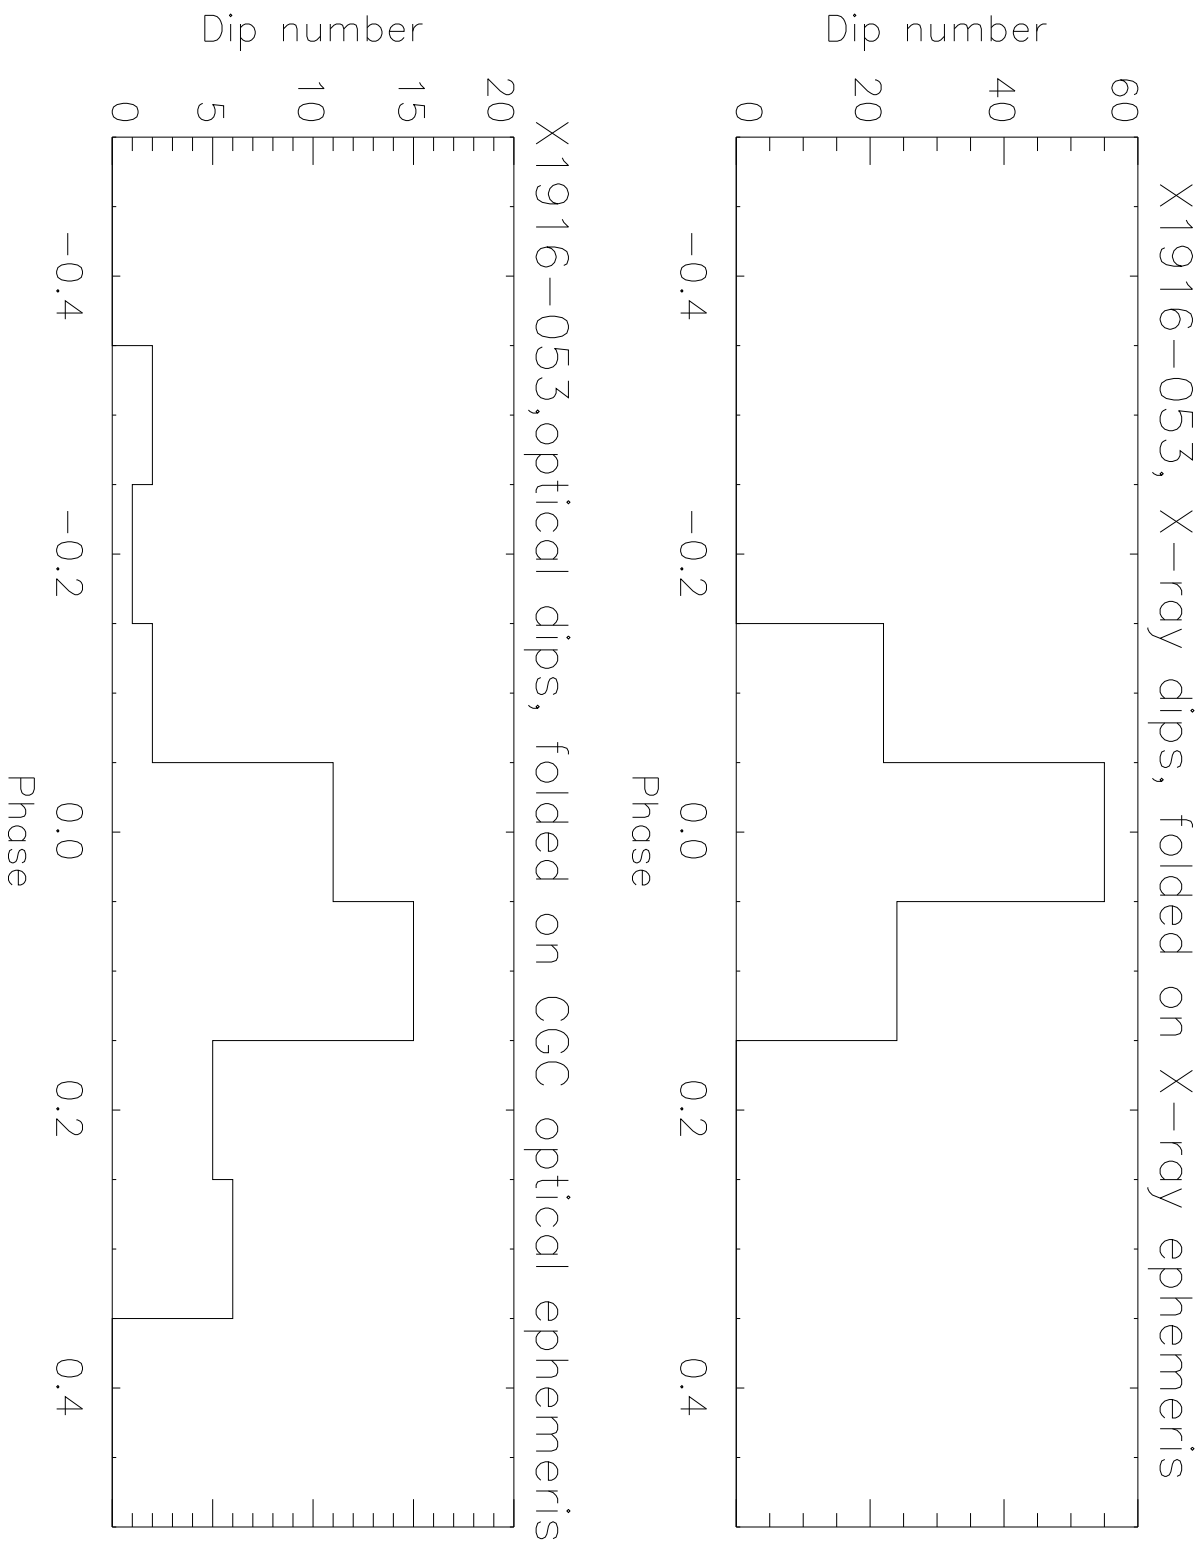 X1916-053, X-ray dips, folded on X-ray ephemeris
60
40
20
0
Dip number
-0.4 -0.2 0.0 0.2 0.4
Phase
X1916-053,optical dips, folded on CGC optical ephemeris
20
15
10
5
0
Dip number
-0.4 -0.2 0.0 0.2 0.4
Phase